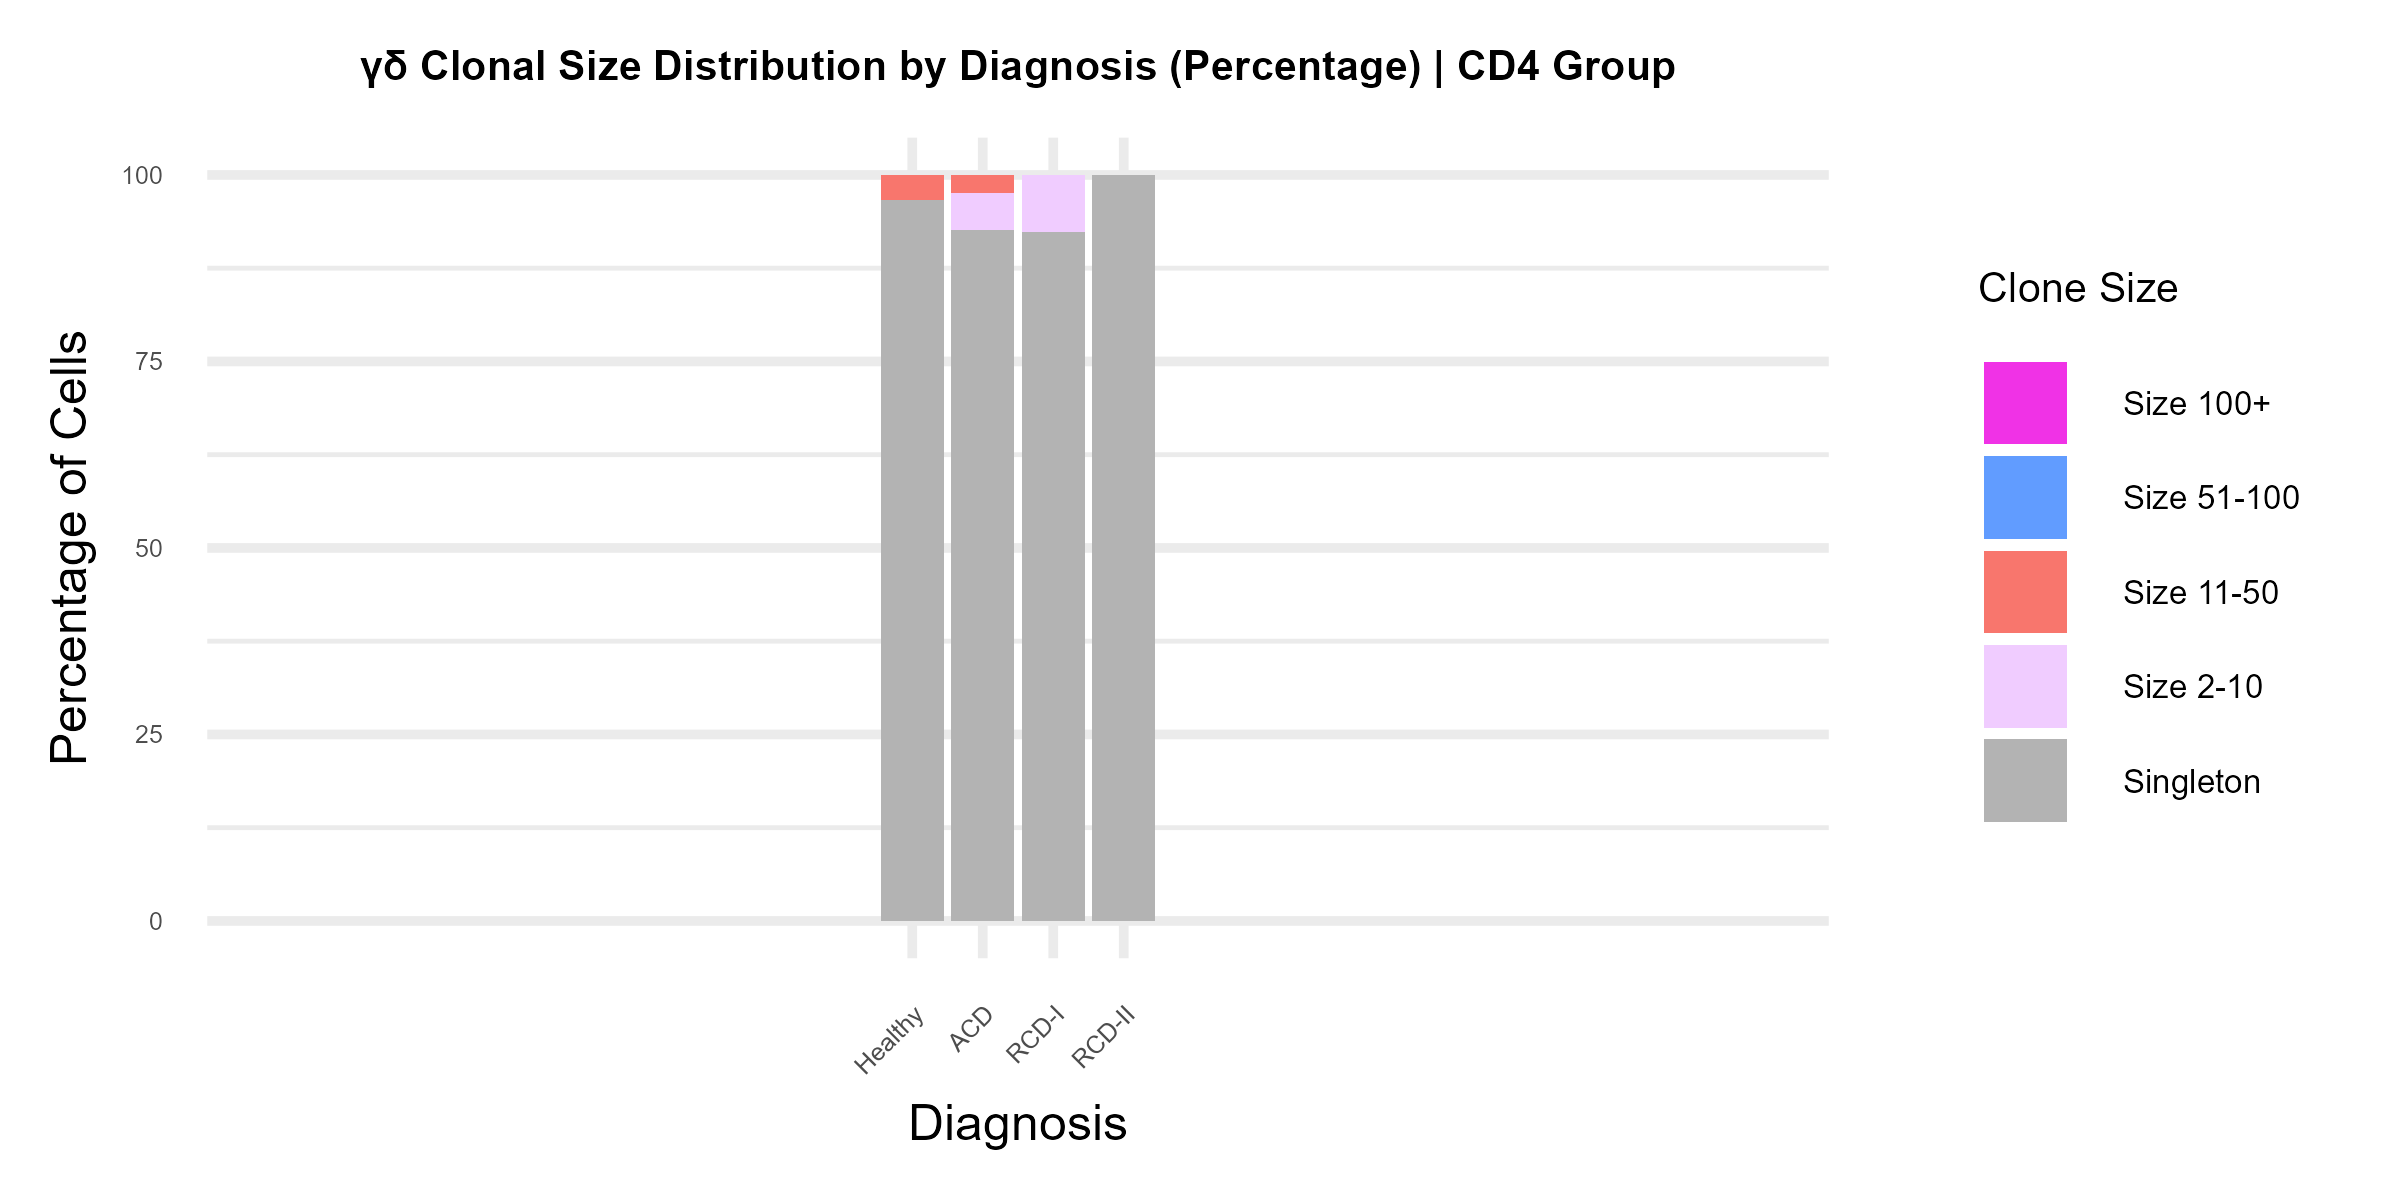 γδ Clonal Size Distribution by Diagnosis (Percentage) | CD4 Group
Percentage of Cells
100
75
50
25
0
Healthy
ACD
RCD-I
RCD-II
Diagnosis
Clone Size
Size 100+
Size 51-100
Size 11-50
Size 2-10
Singleton